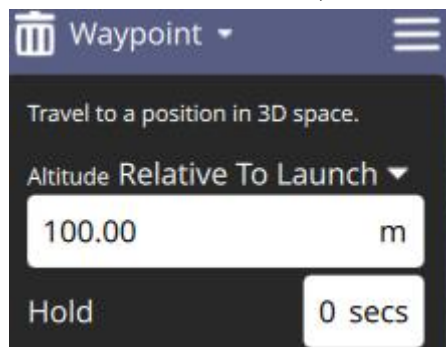 Waypoint
Travel to a position in 3D space.
Altitude Relative To Launch
100.00 m
Hold 0 secs